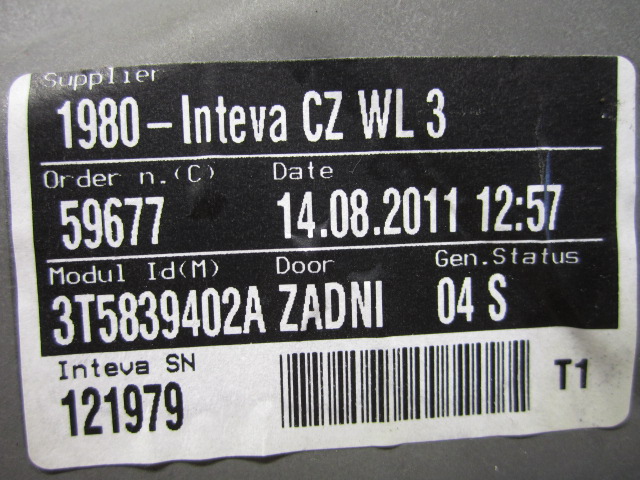 Supplier
1980-Inteva CZ WL 3
Order n.(C) Date
59677 14.08.2011 12:57
Modul Id(M) Door Gen.Status
3T5839402A ZADNI 04 S
Inteva SN
121979 T1